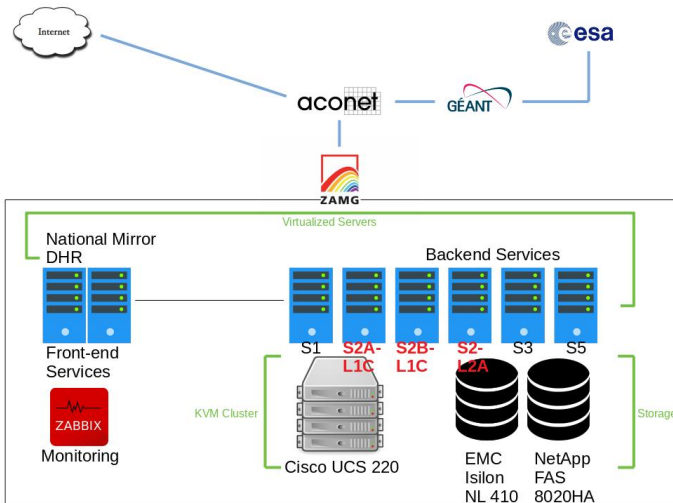 Internet
esa
aconet
GÉANT
ZAMG
Virtualized Servers
National Mirror
DHR
Backend Services
Front-end
Services
S1
S2A-
L1C
S2B-
L1C
S2-
L2A
S3
S5
ZABBIX
Monitoring
KVM Cluster
Cisco UCS 220
Storage
EMC
Isilon
NL 410
NetApp
FAS
8020HA